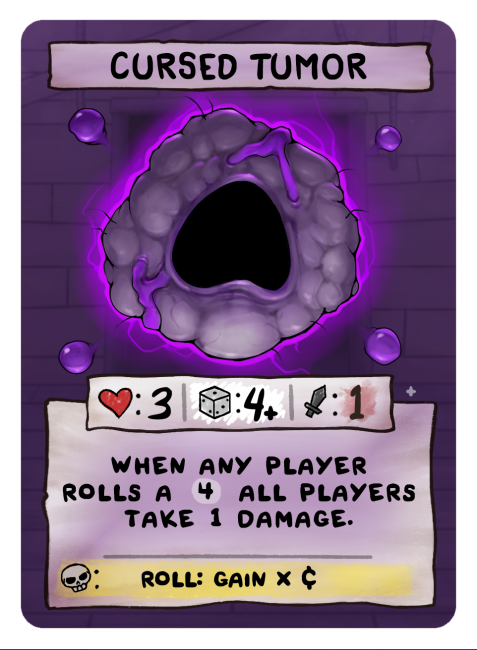 CURSED TUMOR
:3 :4+ :1
WHEN ANY PLAYER
ROLLS A 4 ALL PLAYERS
TAKE 1 DAMAGE.
: ROLL: GAIN X ¢